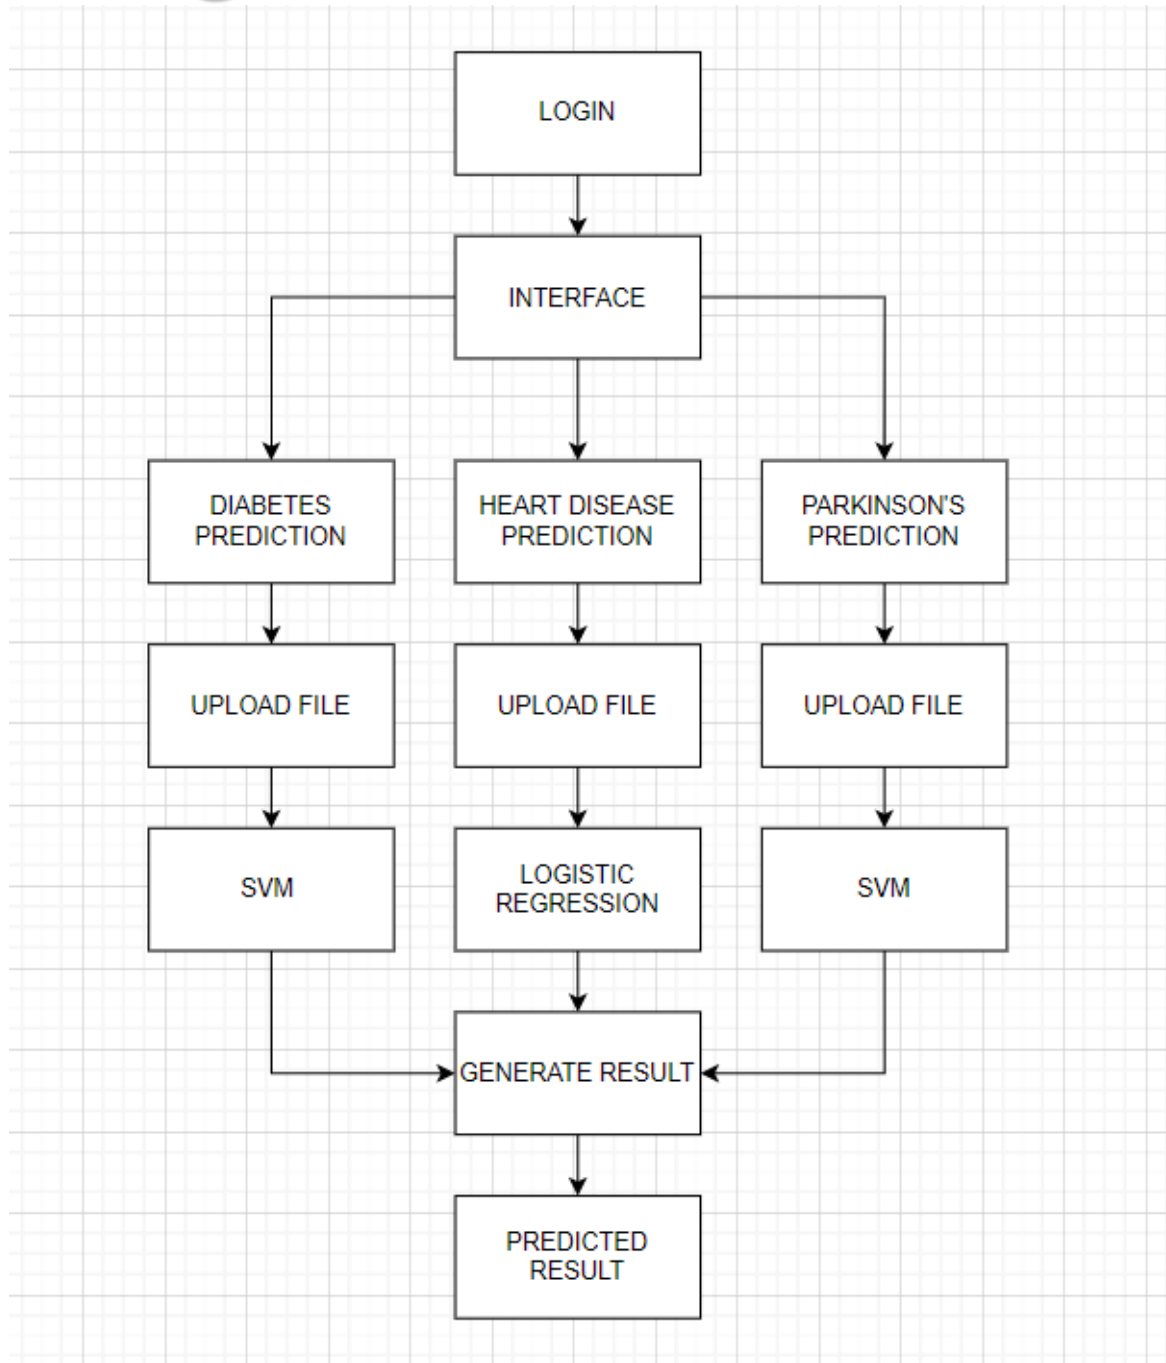 LOGIN
INTERFACE
DIABETES
PREDICTION
HEART DISEASE
PREDICTION
PARKINSON'S
PREDICTION
UPLOAD FILE
UPLOAD FILE
UPLOAD FILE
SVM
LOGISTIC
REGRESSION
SVM
GENERATE RESULT
PREDICTED
RESULT